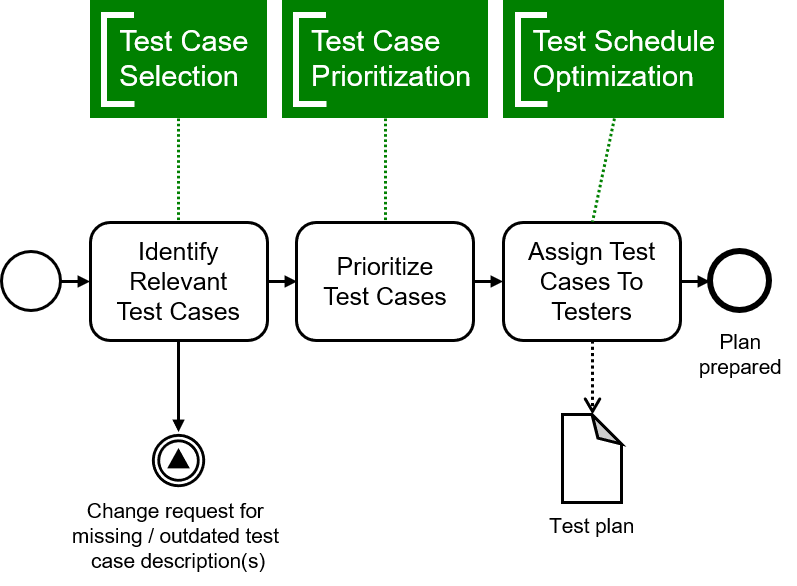 Test Case
Selection
Test Case
Prioritization
Test Schedule
Optimization
Identify
Relevant
Test Cases
Prioritize
Test Cases
Assign Test
Cases To
Testers
Plan
prepared
Change request for
missing / outdated test
case description(s)
Test plan